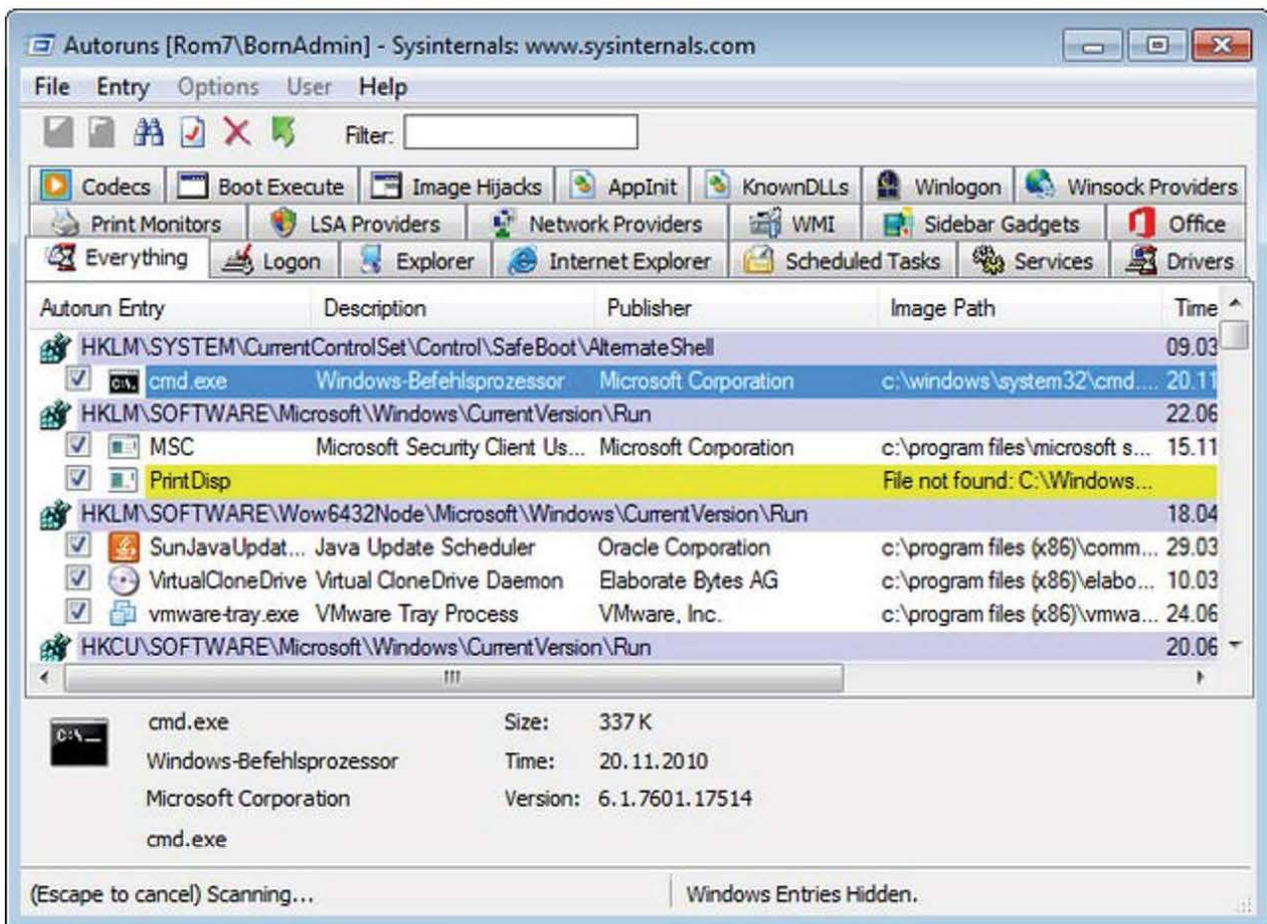 Autoruns [Rom7\BornAdmin] - Sysinternals: www.sysinternals.com
File Entry Options User Help
Filter:
Codecs Boot Execute Image Hijacks AppInit KnownDLLs Winlogon Winsock Providers
Print Monitors LSA Providers Network Providers WMI Sidebar Gadgets Office
Everything Logon Explorer Internet Explorer Scheduled Tasks Services Drivers
Autorun Entry Description Publisher Image Path Time
HKLM\SYSTEM\CurrentControlSet\Control\SafeBoot\AlternateShell 09.03
cmd.exe Windows-Befehlsprozessor Microsoft Corporation c:\windows\system32\cmd.... 20.11
HKLM\SOFTWARE\Microsoft\Windows\CurrentVersion\Run 22.06
MSC Microsoft Security Client Us... Microsoft Corporation c:\program files\microsoft s... 15.11
PrintDisp File not found: C:\Windows...
HKLM\SOFTWARE\Wow6432Node\Microsoft\Windows\CurrentVersion\Run 18.04
SunJavaUpdat... Java Update Scheduler Oracle Corporation c:\program files (x86)\comm... 29.03
VirtualCloneDrive Virtual CloneDrive Daemon Elaborate Bytes AG c:\program files (x86)\elabo... 10.03
vmware-tray.exe VMware Tray Process VMware, Inc. c:\program files (x86)\vmwa... 24.06
HKCU\SOFTWARE\Microsoft\Windows\CurrentVersion\Run 20.06
C:\_
cmd.exe Size: 337 K
Windows-Befehlsprozessor Time: 20.11.2010
Microsoft Corporation Version: 6.1.7601.17514
cmd.exe
(Escape to cancel) Scanning... Windows Entries Hidden.